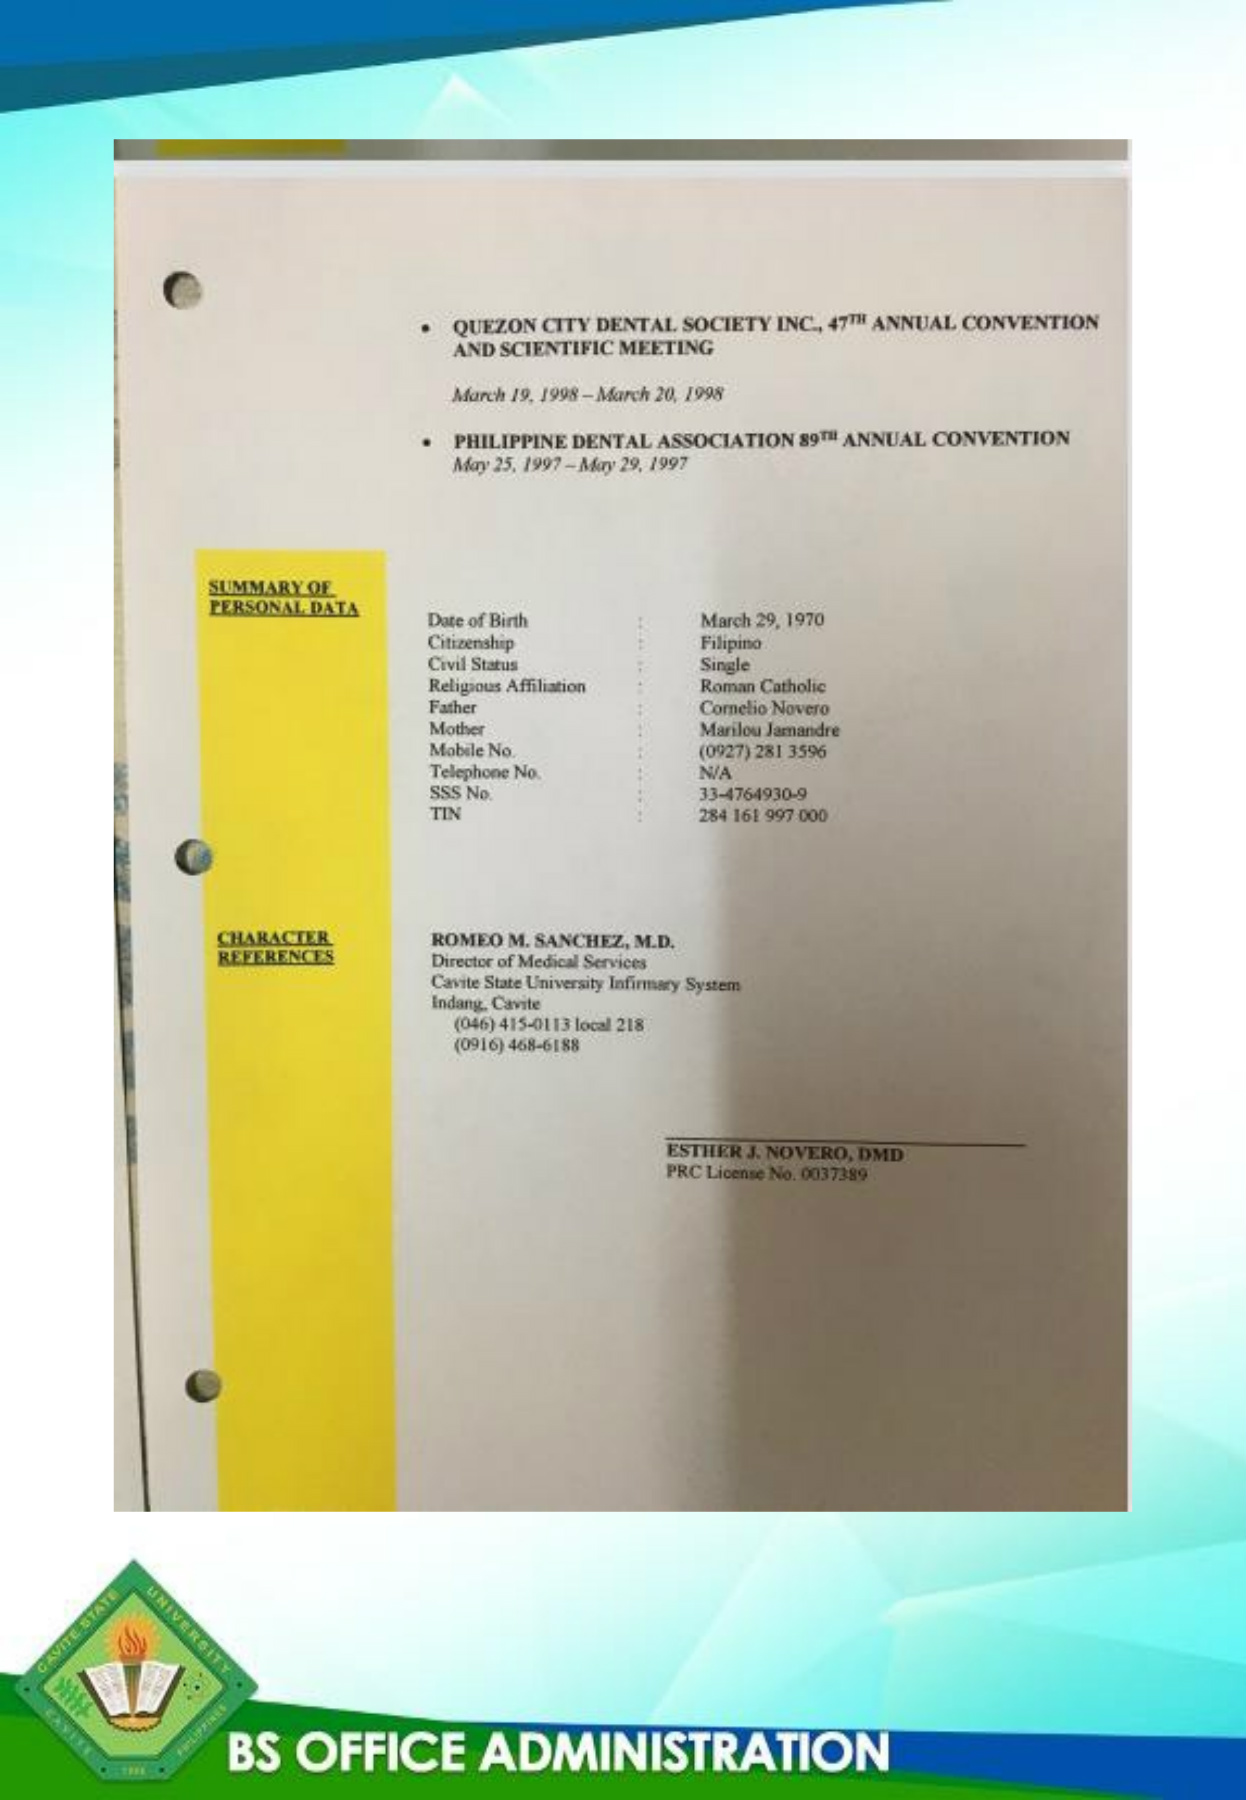 • QUEZON CITY DENTAL SOCIETY INC., 47TH ANNUAL CONVENTION
AND SCIENTIFIC MEETING
March 19, 1998 – March 20, 1998
• PHILIPPINE DENTAL ASSOCIATION 89TH ANNUAL CONVENTION
May 25, 1997 – May 29, 1997
SUMMARY OF
PERSONAL DATA
Date of Birth : March 29, 1970
Citizenship : Filipino
Civil Status : Single
Religious Affiliation : Roman Catholic
Father : Cornelio Novero
Mother : Marilou Jamandre
Mobile No. : (0927) 281 3596
Telephone No. : N/A
SSS No. : 33-4764930-9
TIN : 284 161 997 000
CHARACTER
REFERENCES
ROMEO M. SANCHEZ, M.D.
Director of Medical Services
Cavite State University Infirmary System
Indang, Cavite
(046) 415-0113 local 218
(0916) 468-6188
ESTHER J. NOVERO, DMD
PRC License No. 0037389
CAVITE STATE UNIVERSITY
CAVITE PHILIPPINES
BS OFFICE ADMINISTRATION